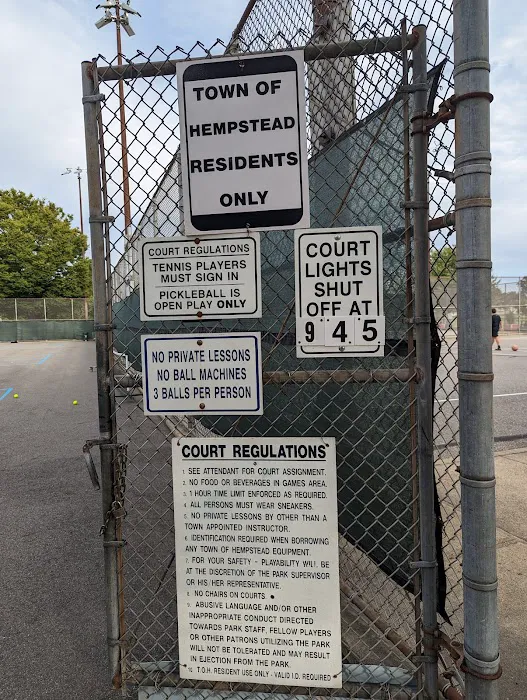 TOWN OF
HEMPSTEAD
RESIDENTS
ONLY
COURT REGULATIONS
TENNIS PLAYERS
MUST SIGN IN
PICKLEBALL IS
OPEN PLAY ONLY
COURT
LIGHTS
SHUT
OFF AT
9 4 5
NO PRIVATE LESSONS
NO BALL MACHINES
3 BALLS PER PERSON
COURT REGULATIONS
1. SEE ATTENDANT FOR COURT ASSIGNMENT.
2. NO FOOD OR BEVERAGES IN GAMES AREA.
3. 1 HOUR TIME LIMIT ENFORCED AS REQUIRED.
4. ALL PERSONS MUST WEAR SNEAKERS.
5. NO PRIVATE LESSONS BY OTHER THAN A
TOWN APPOINTED INSTRUCTOR.
6. IDENTIFICATION REQUIRED WHEN BORROWING
ANY TOWN OF HEMPSTEAD EQUIPMENT.
7. FOR YOUR SAFETY - PLAYABILITY WILL BE
AT THE DISCRETION OF THE PARK SUPERVISOR
OR HIS/HER REPRESENTATIVE.
8. NO CHAIRS ON COURTS.
9. ABUSIVE LANGUAGE AND/OR OTHER
INAPPROPRIATE CONDUCT DIRECTED
TOWARDS PARK STAFF, FELLOW PLAYERS
OR OTHER PATRONS UTILIZING THE PARK
WILL NOT BE TOLERATED AND MAY RESULT
IN EJECTION FROM THE PARK.
10. T.O.H. RESIDENT USE ONLY - VALID I.D. REQUIRED